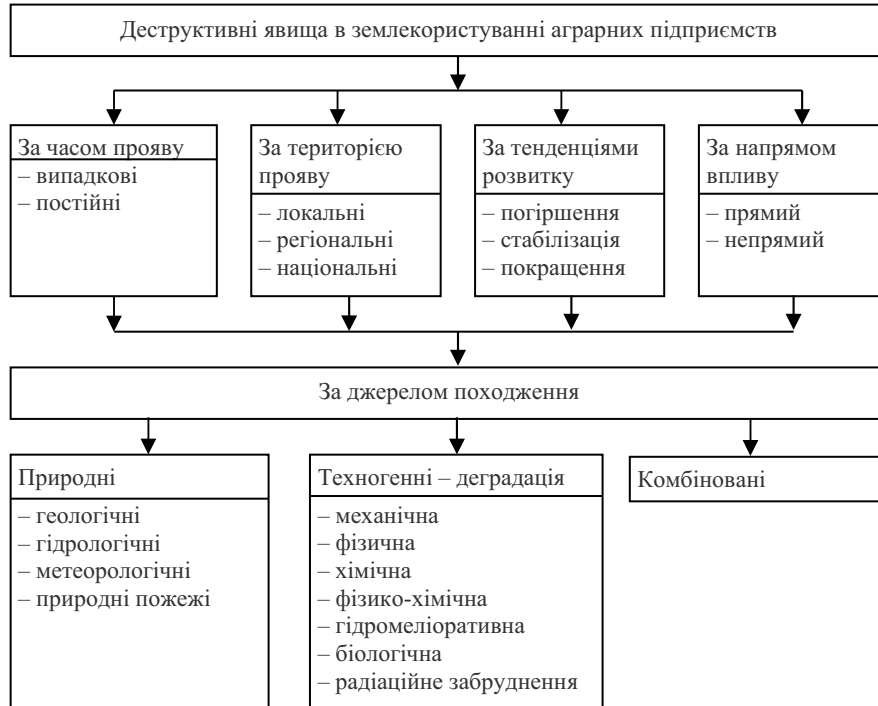 Деструктивні явища в землекористуванні аграрних підприємств
За часом прояву
– випадкові
– постійні
За територією
прояву
– локальні
– регіональні
– національні
За тенденціями
розвитку
– погіршення
– стабілізація
– покращення
За напрямом
впливу
– прямий
– непрямий
За джерелом походження
Природні
– геологічні
– гідрологічні
– метеорологічні
– природні пожежі
Техногенні – деградація
– механічна
– фізична
– хімічна
– фізико-хімічна
– гідромеліоративна
– біологічна
– радіаційне забруднення
Комбіновані